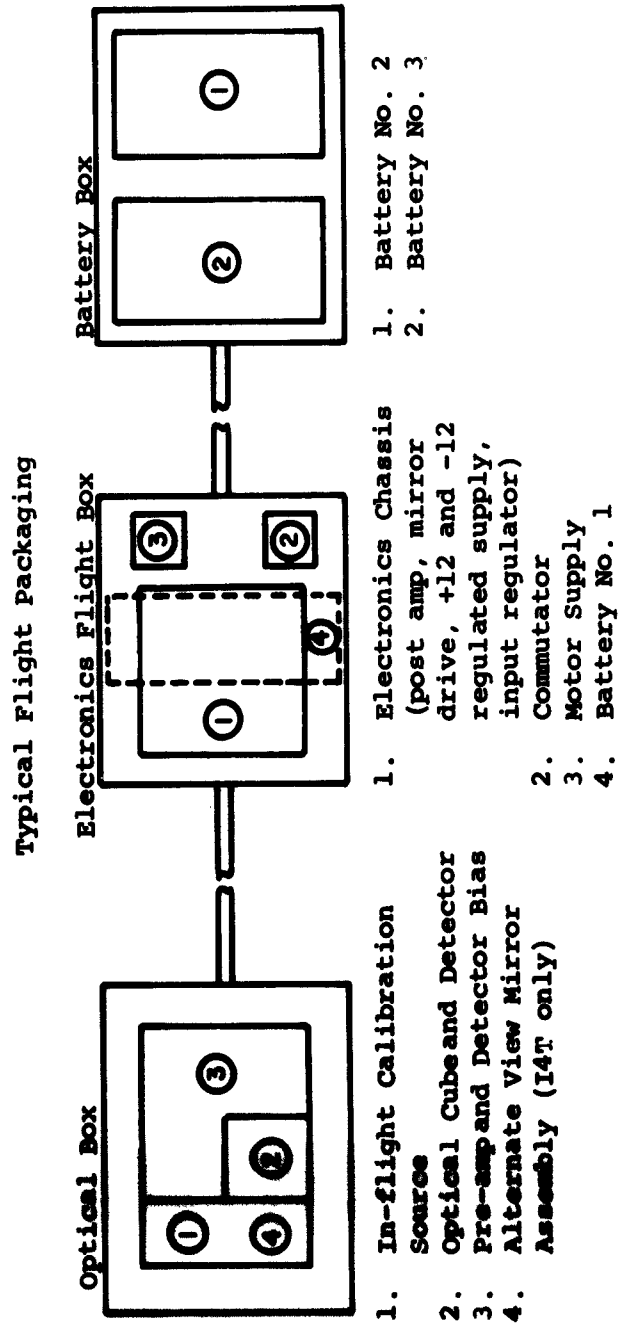 Typical Flight Packaging
Optical Box
1
2
3
4
1. In-flight Calibration
Source
2. Optical Cube and Detector
3. Pre-amp and Detector Bias
4. Alternate View Mirror
Assembly (I4T only)
Electronics Flight Box
1
3
2
4
1. Electronics Chassis
(post amp, mirror
drive, +12 and -12
regulated supply,
input regulator)
2. Commutator
3. Motor Supply
4. Battery No. 1
Battery Box
2
1
1. Battery No. 2
2. Battery No. 3